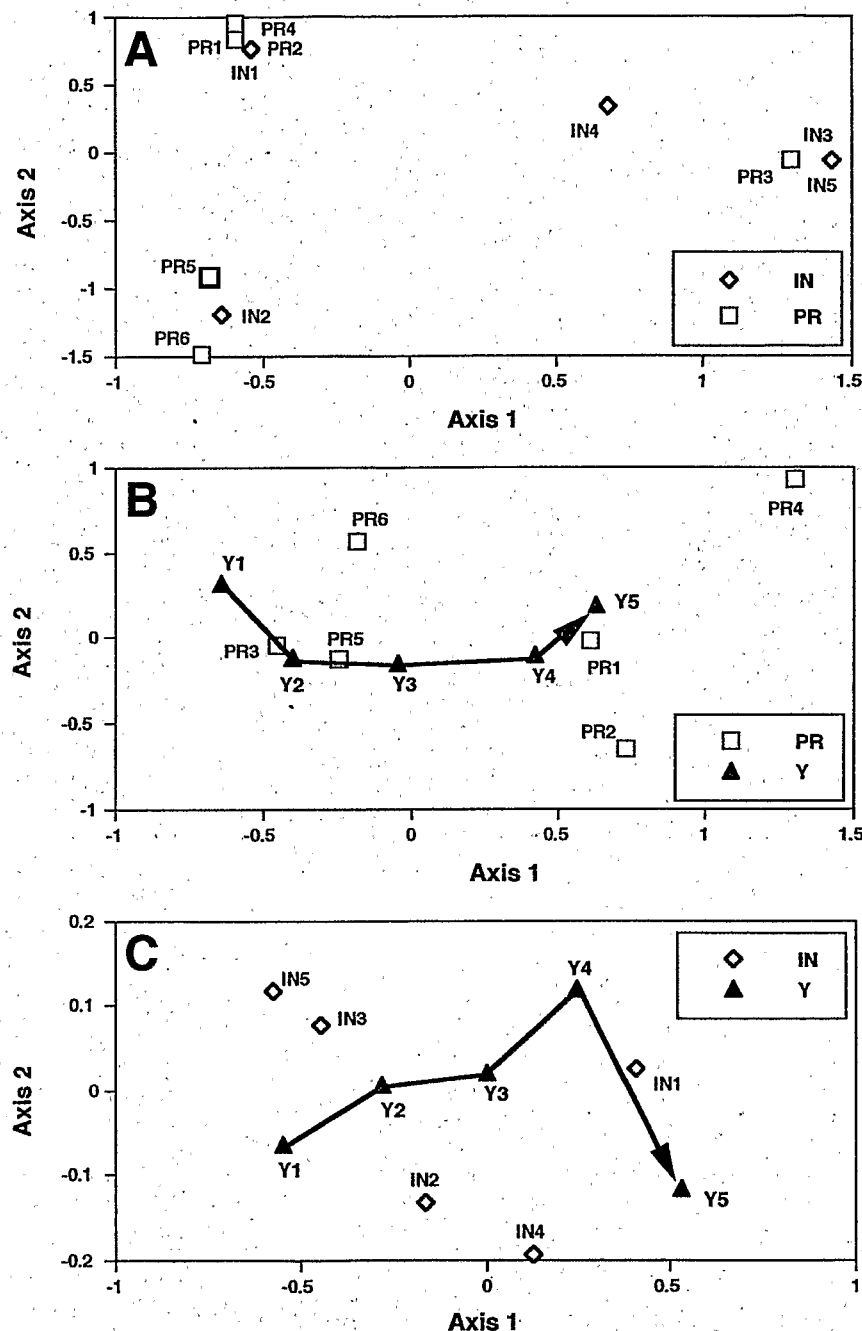 A
1
0.5
0
-0.5
-1
-1.5
Axis 2
PR4
PR1
PR2
IN1
IN4
IN3
PR3
IN5
PR5
IN2
PR6
IN
PR
-1
-0.5
0
0.5
1
1.5
Axis 1
B
1
0.5
0
-0.5
-1
Axis 2
PR4
PR6
Y1
Y5
PR3
PR5
PR1
Y2
Y3
Y4
PR2
PR
Y
-1
-0.5
0
0.5
1
1.5
Axis 1
C
0.2
0.1
0
-0.1
-0.2
Axis 2
IN
Y
IN5
IN3
Y4
IN1
Y2
Y3
Y1
IN2
Y5
IN4
-1
-0.5
0
0.5
1
Axis 1